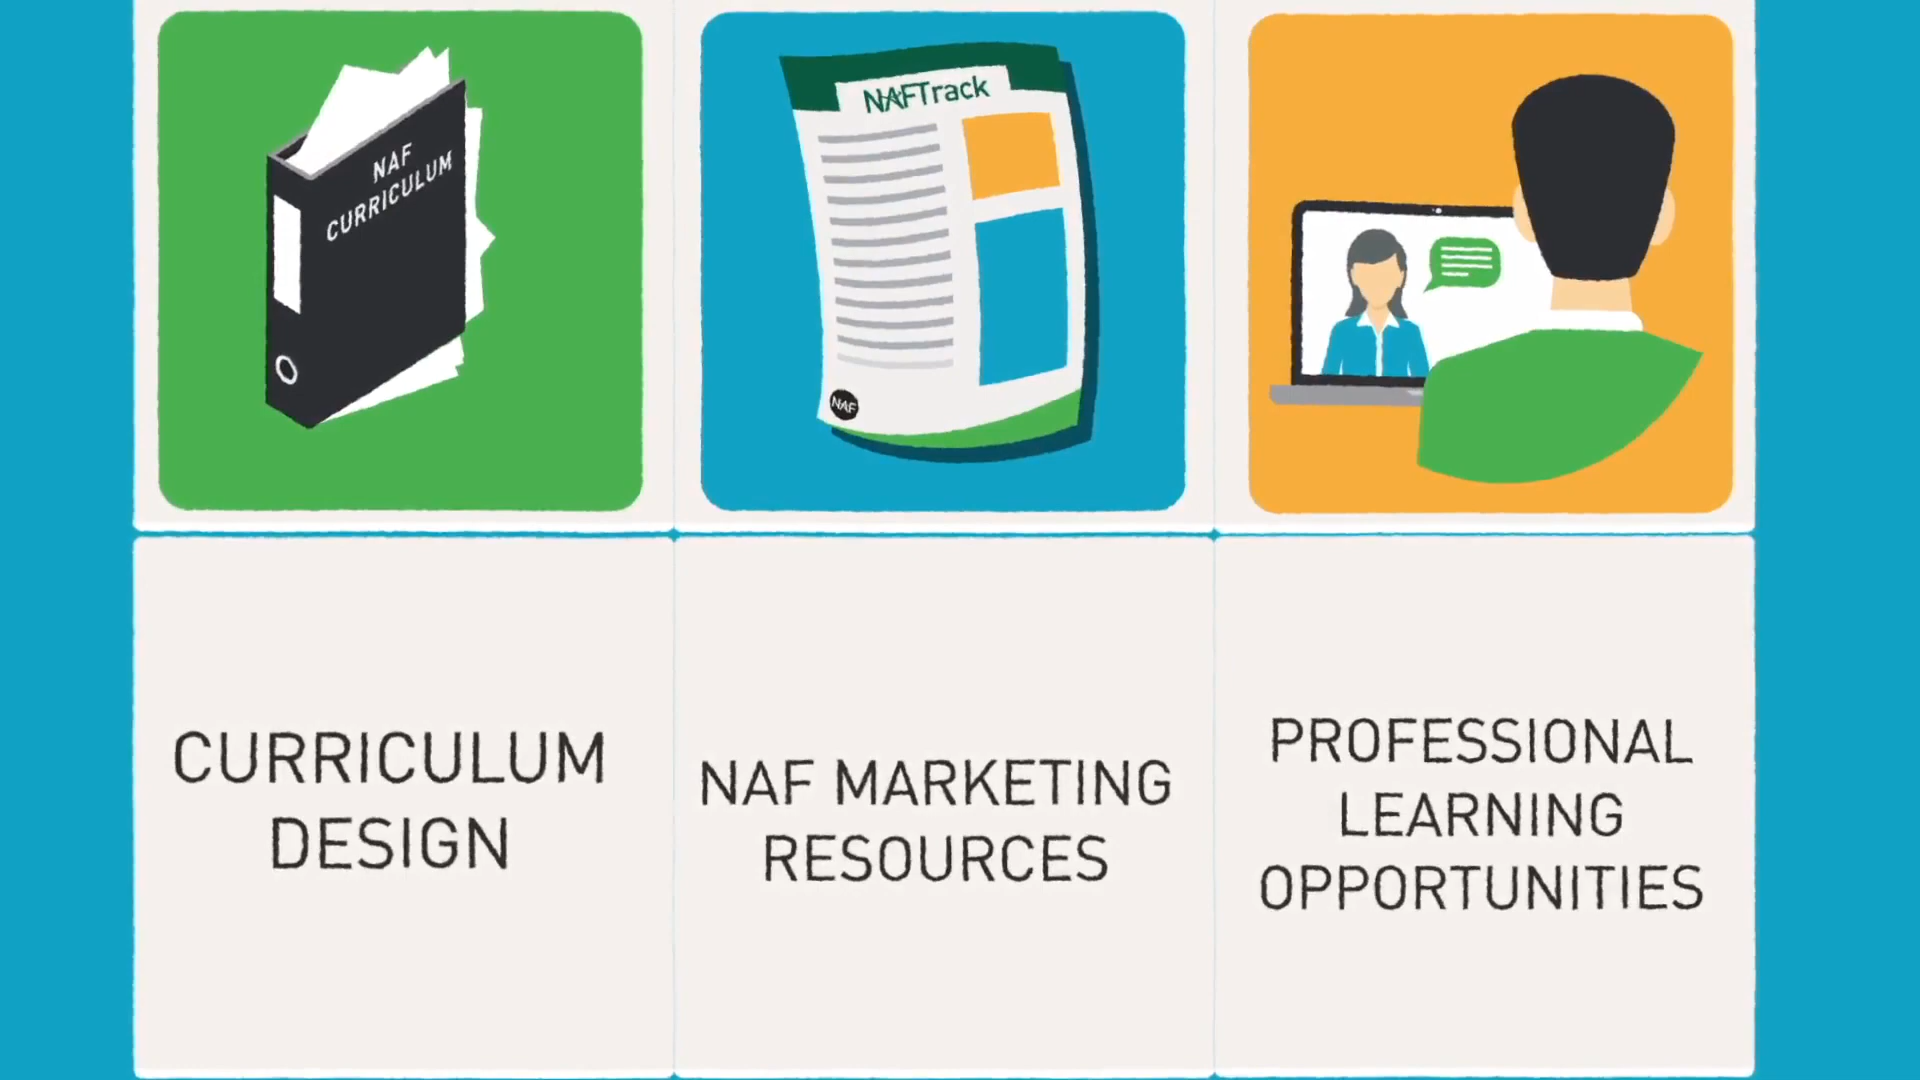 NAF
CURRICULUM
NAFTrack
NAF
CURRICULUM
DESIGN
NAF MARKETING
RESOURCES
PROFESSIONAL
LEARNING
OPPORTUNITIES